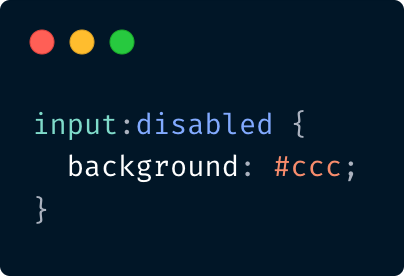 input:disabled {
  background: #ccc;
}